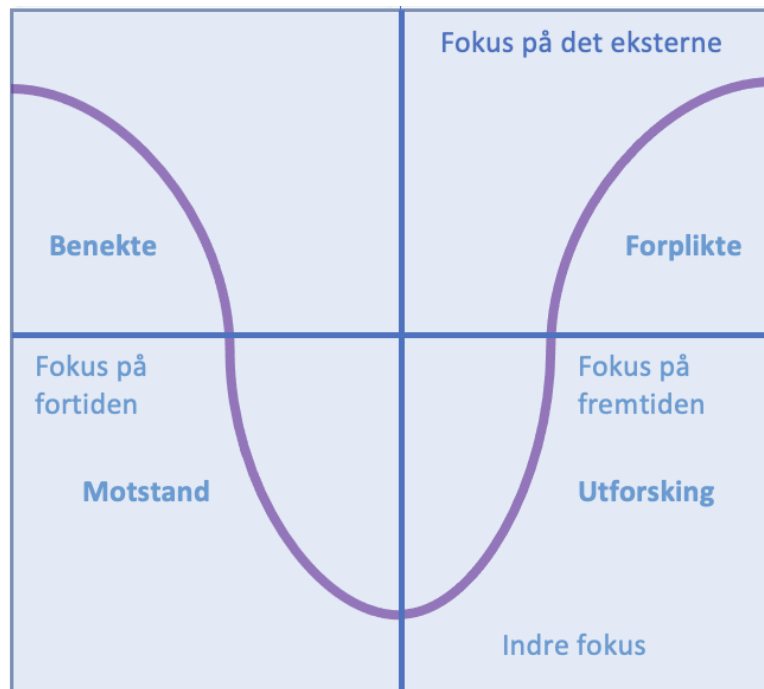 Fokus på det eksterne
Benekte
Forplikte
Fokus på
fortiden
Fokus på
fremtiden
Motstand
Utforsking
Indre fokus